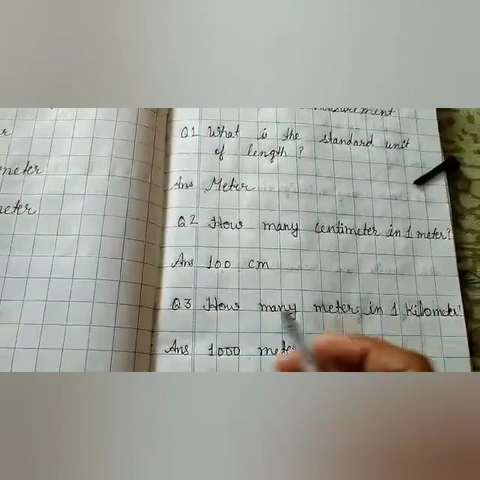 Q1 What is the standard unit
of length?
Ans Meter
Q2 How many centimeter in 1 meter?
Ans 100 cm
Q3 How many meters in 1 kilometer
Ans 1000